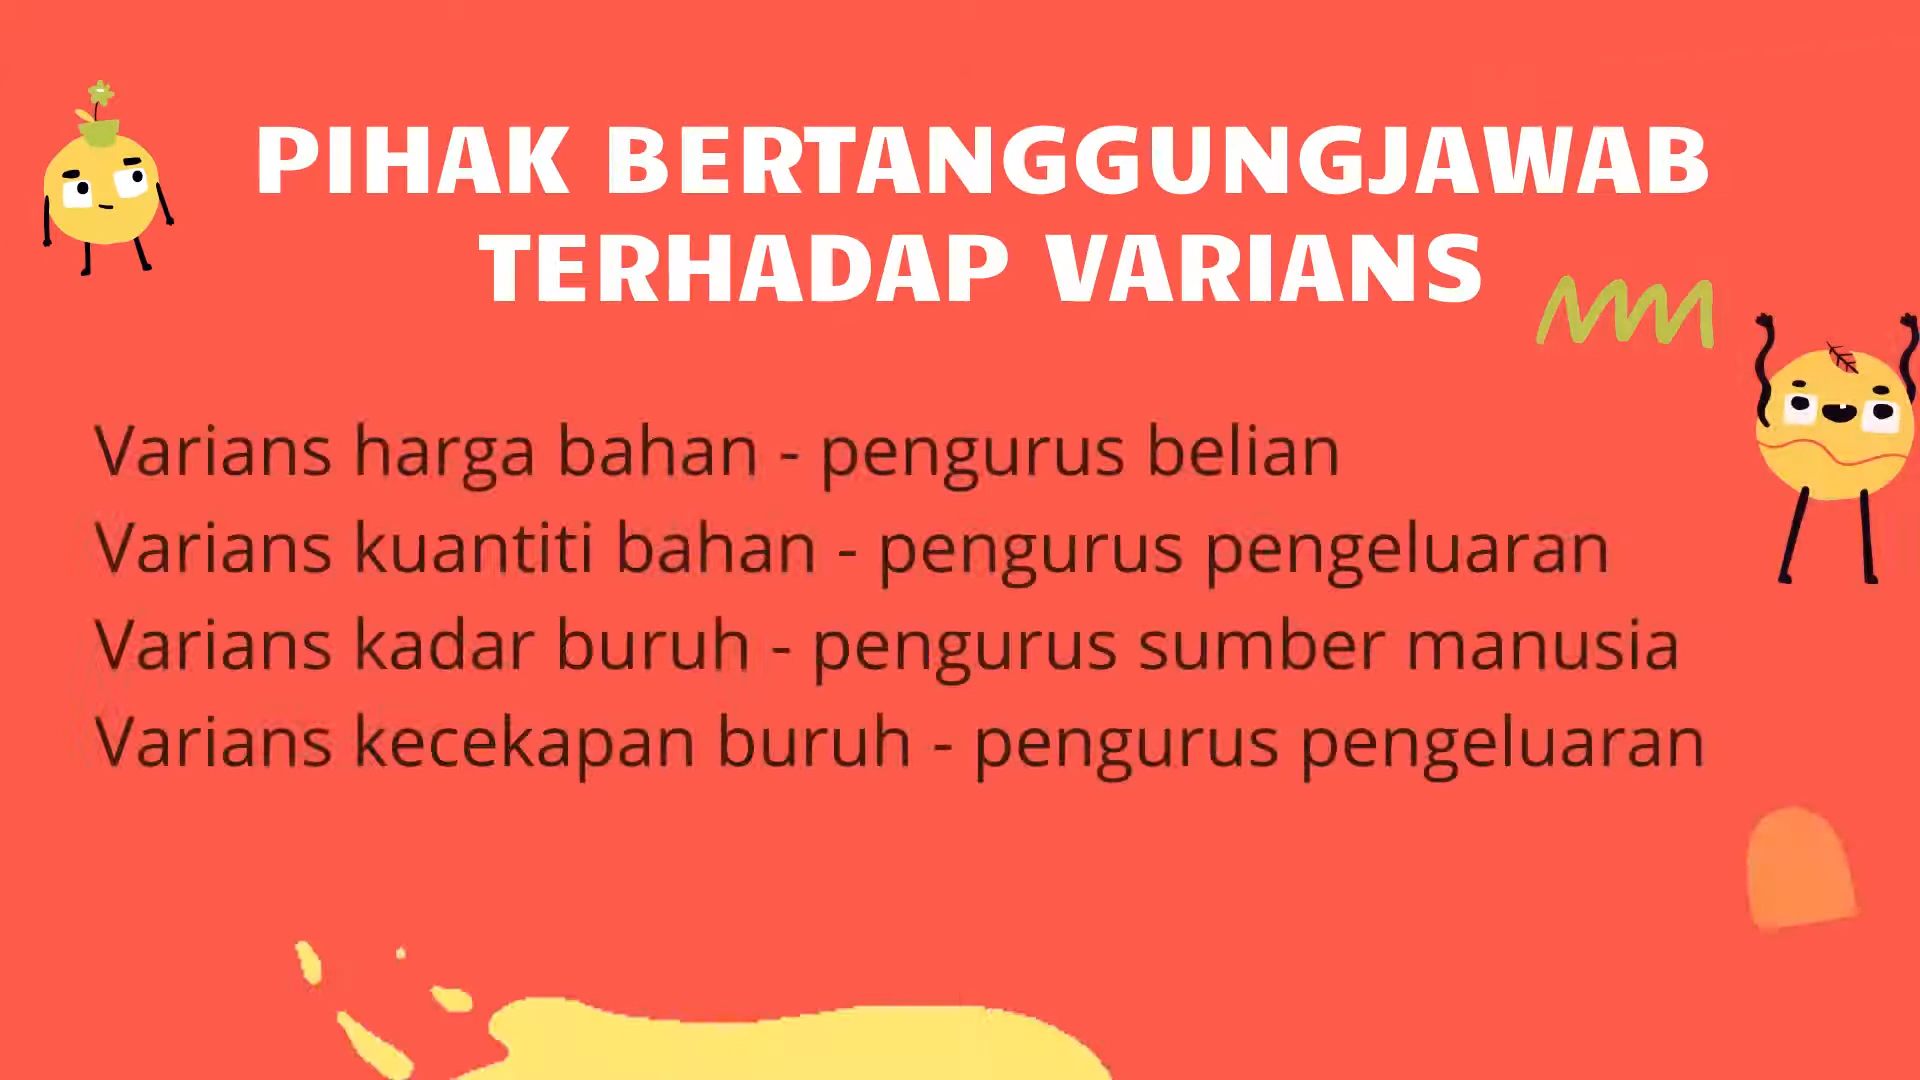 PIHAK BERTANGGUNGJAWAB
TERHADAP VARIANS
Varians harga bahan - pengurus belian
Varians kuantiti bahan - pengurus pengeluaran
Varians kadar buruh - pengurus sumber manusia
Varians kecekapan buruh - pengurus pengeluaran